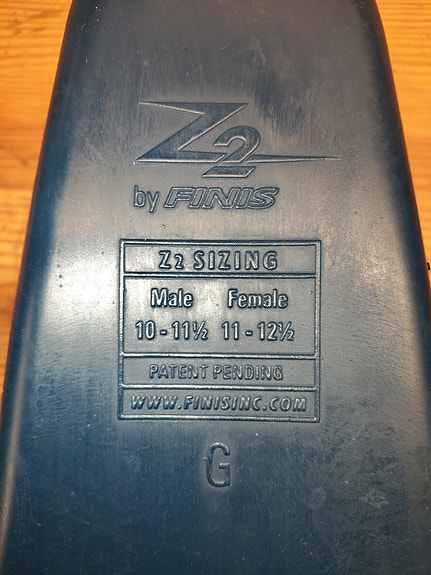 Z2
by FINIS
Z2 SIZING
Male Female
10 - 11½ 11 - 12½
PATENT PENDING
WWW.FINISINC.COM
G